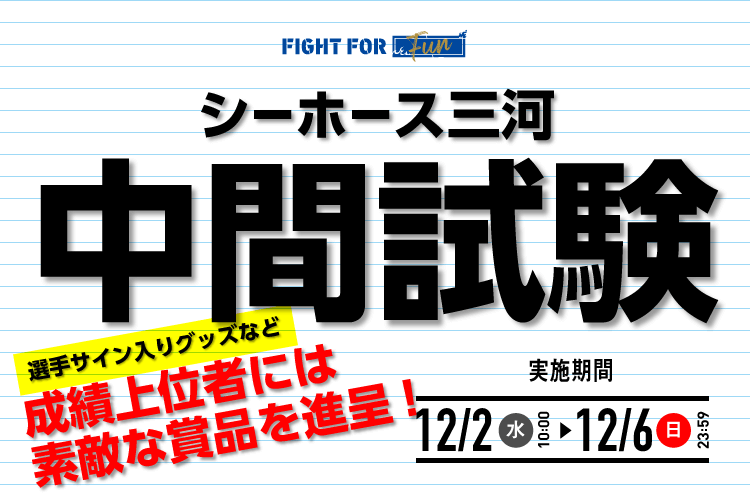 FIGHT FOR Fun
シーホース三河
中間試験
選手サイン入りグッズなど
成績上位者には
素敵な賞品を進呈！
実施期間
12/2 水 10:00 ▶ 12/6 日 23:59